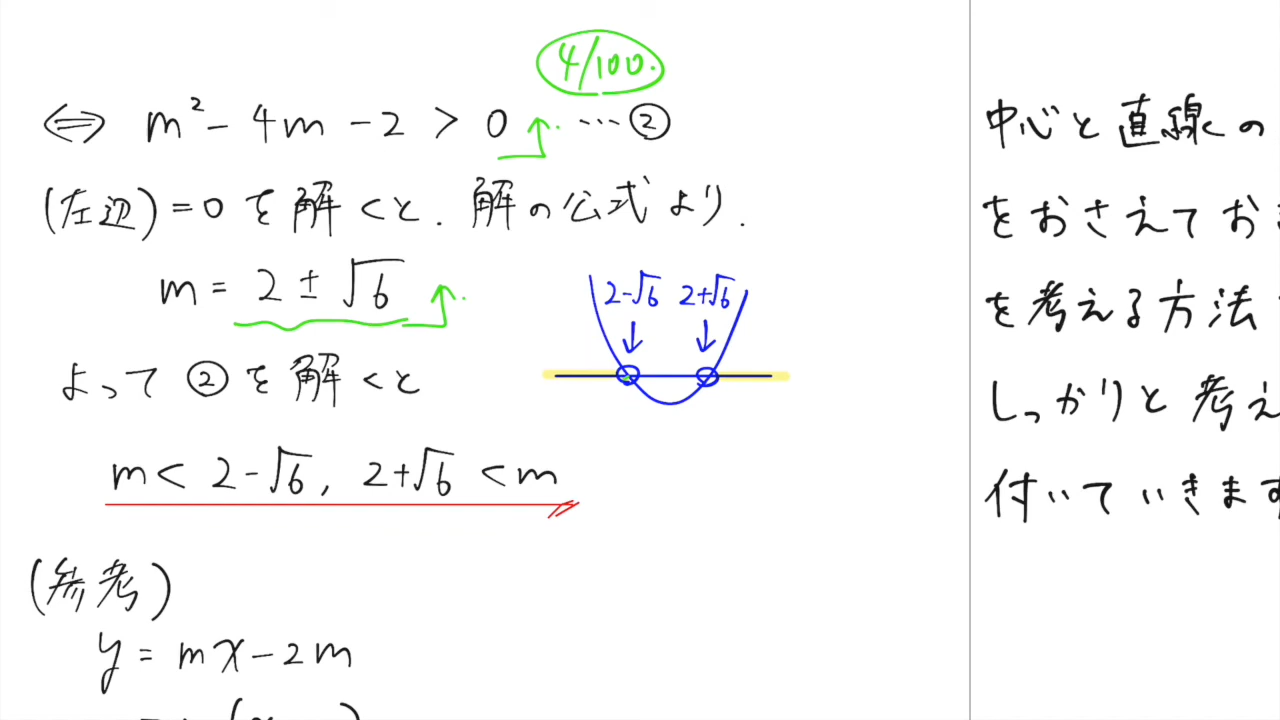 4/100.
⇔ m² - 4m - 2 > 0 … ②
(左辺) = 0 を解くと. 解の公式より.
m = 2 ± √6
2-√6 2+√6
よって ② を解くと
m < 2-√6, 2+√6 < m
(参考)
y = mx - 2m
中心と直線の
をおさえてお
を考える方法
しっかりと考え
付いていきます